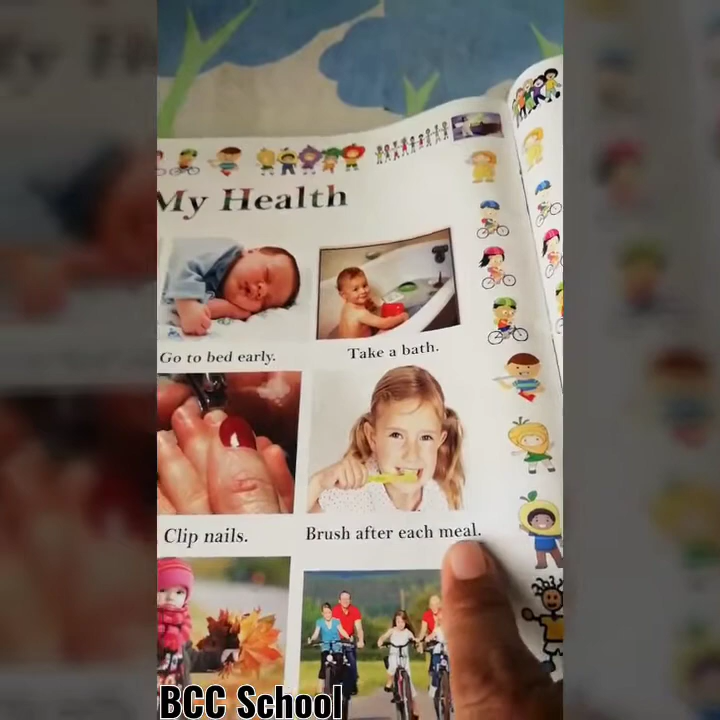 My Health
Go to bed early.
Take a bath.
Clip nails.
Brush after each meal.
BCC School